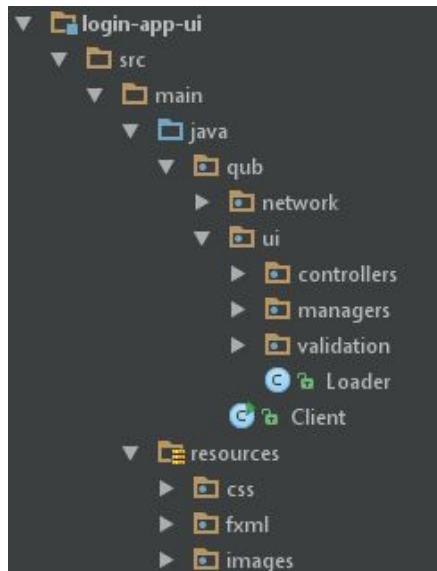 login-app-ui
src
main
java
qub
network
ui
controllers
managers
validation
C Loader
C Client
resources
css
fxml
images